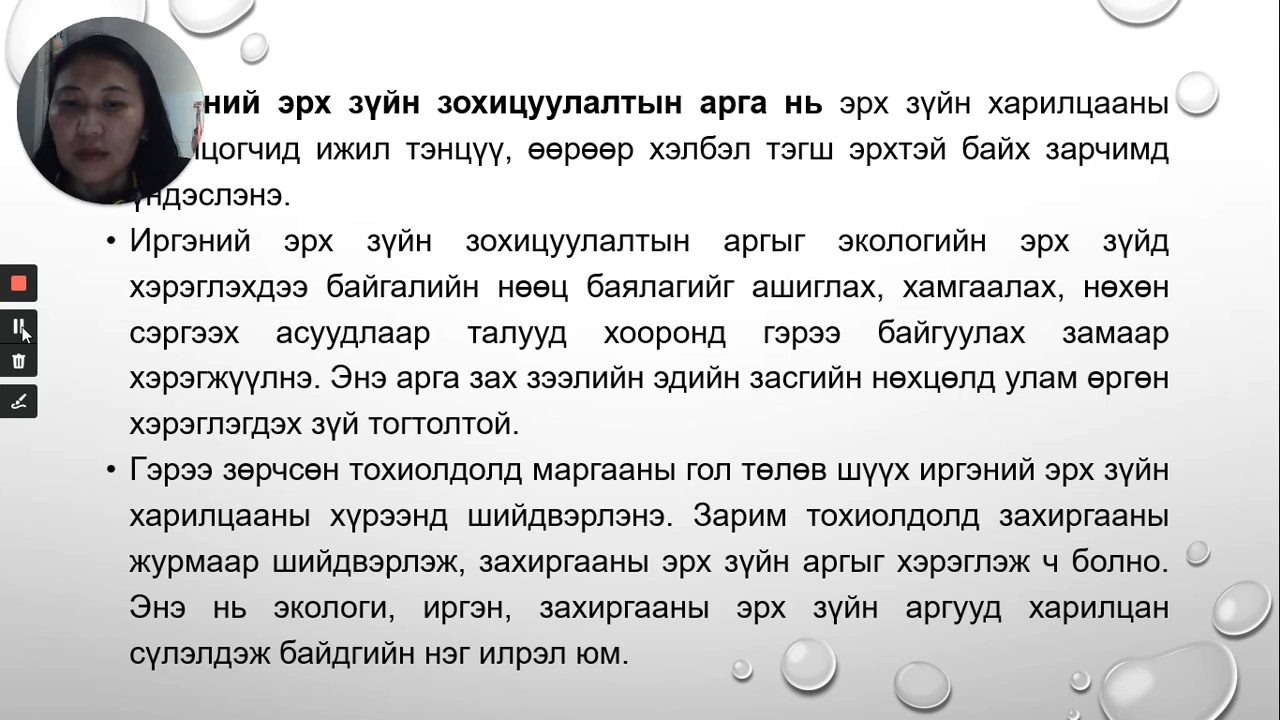 эрх зүйн зохицуулалтын арга нь эрх зүйн харилцааны
ижил тэнцүү, өөрөөр хэлбэл тэгш эрхтэй байх зарчимд
үндэслэнэ.
• Иргэний эрх зүйн зохицуулалтын аргыг экологийн эрх зүйд
хэрэглэхдээ байгалийн нөөц баялагийг ашиглах, хамгаалах, нөхөн
сэргээх асуудлаар талууд хооронд гэрээ байгуулах замаар
хэрэгжүүлнэ. Энэ арга зах зээлийн эдийн засгийн нөхцөлд улам өргөн
хэрэглэгдэх зүй тогтолтой.
• Гэрээ зөрчсөн тохиолдолд маргааны гол төлөв шүүх иргэний эрх зүйн
харилцааны хүрээнд шийдвэрлэнэ. Зарим тохиолдолд захиргааны
журмаар шийдвэрлэж, захиргааны эрх зүйн аргыг хэрэглэж ч болно.
Энэ нь экологи, иргэн, захиргааны эрх зүйн аргууд харилцан
сүлэлдэж байдгийн нэг илрэл юм.